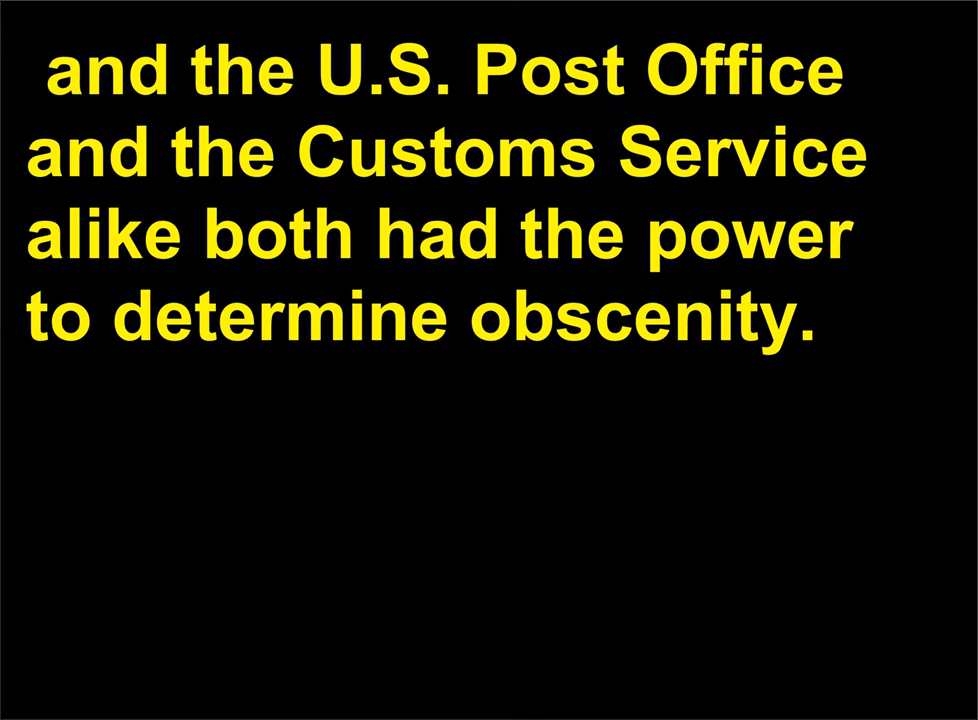 and the U.S. Post Office
and the Customs Service
alike both had the power
to determine obscenity.